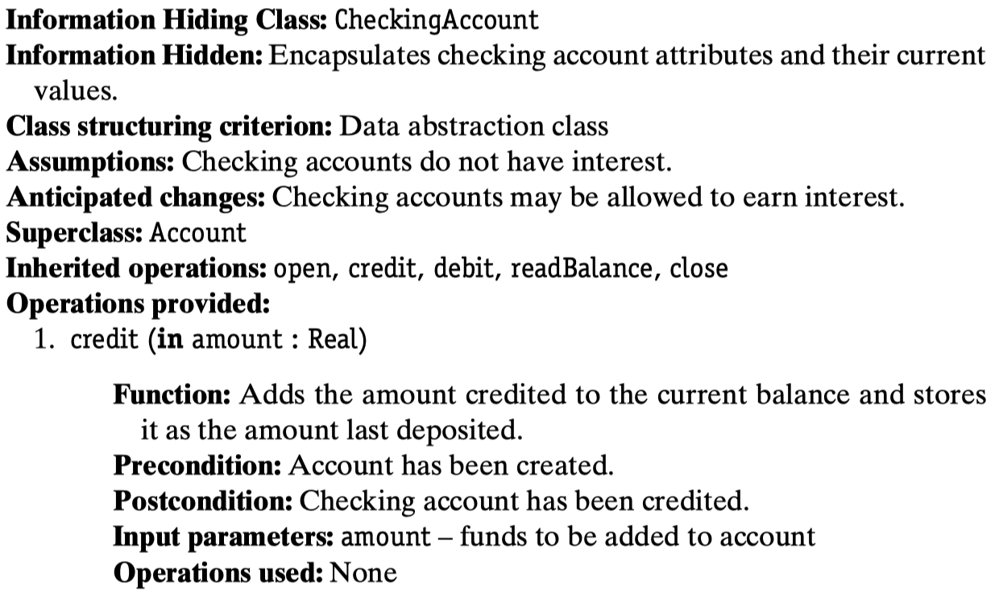 Information Hiding Class: CheckingAccount
Information Hidden: Encapsulates checking account attributes and their current
values.
Class structuring criterion: Data abstraction class
Assumptions: Checking accounts do not have interest.
Anticipated changes: Checking accounts may be allowed to earn interest.
Superclass: Account
Inherited operations: open, credit, debit, readBalance, close
Operations provided:
1. credit (in amount : Real)
Function: Adds the amount credited to the current balance and stores
it as the amount last deposited.
Precondition: Account has been created.
Postcondition: Checking account has been credited.
Input parameters: amount – funds to be added to account
Operations used: None